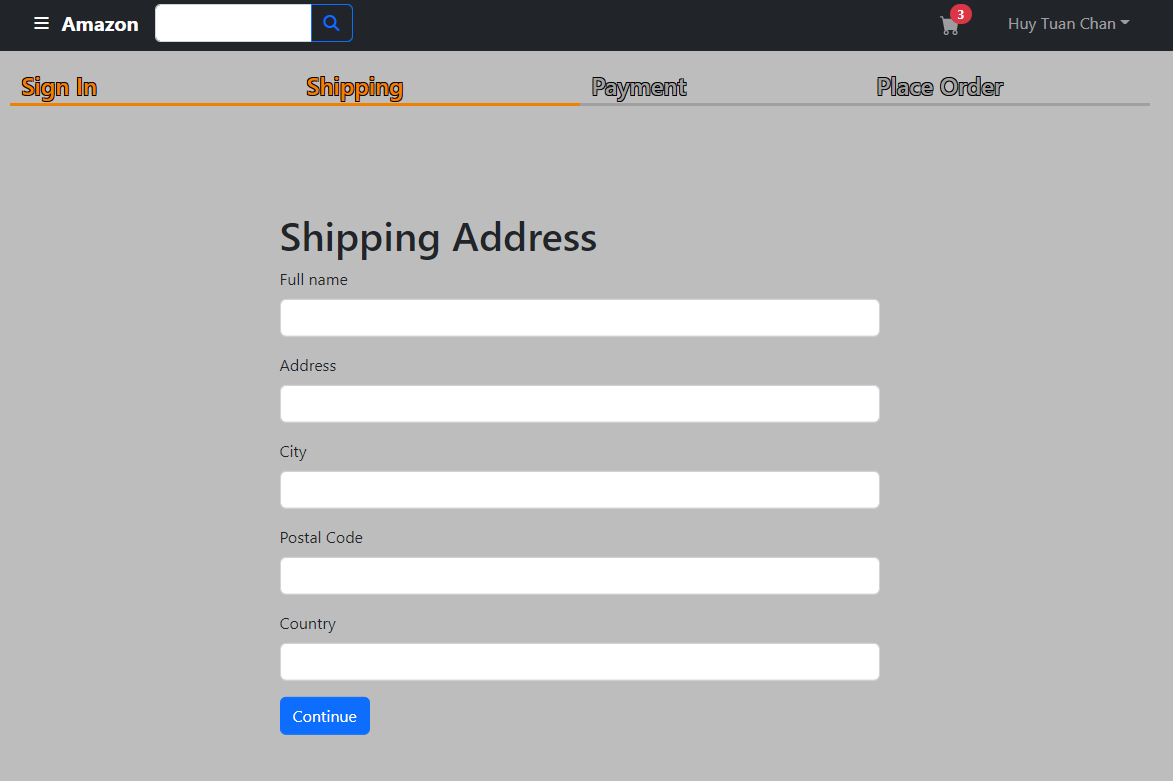 Amazon 3 Huy Tuan Chan
Sign In Shipping Payment Place Order
Shipping Address
Full name
Address
City
Postal Code
Country
Continue